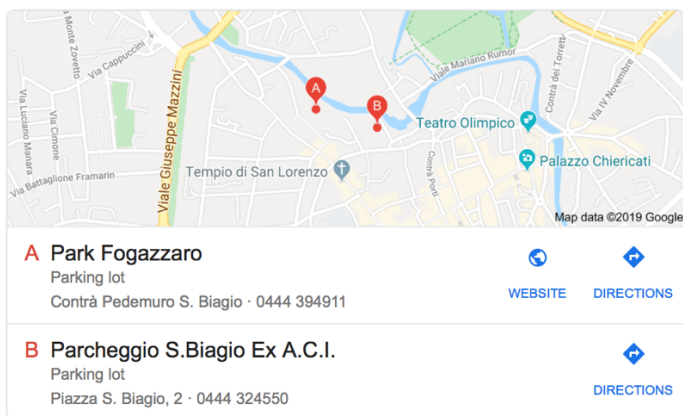 Via Monte Zovetto
Via Cappuccini
Viale Mariano Rumor
Contrà del Torretti
Via IV Novembre
A
B
Via Luciano Manara
Via Cimone
Viale Giuseppe Mazzini
Teatro Olimpico
Palazzo Chiericati
Tempio di San Lorenzo
Contrà Porti
Via Battaglione Framarin
Map data ©2019 Google
A Park Fogazzaro
Parking lot
Contrà Pedemuro S. Biagio · 0444 394911
WEBSITE
DIRECTIONS
B Parcheggio S.Biagio Ex A.C.I.
Parking lot
Piazza S. Biagio, 2 · 0444 324550
DIRECTIONS